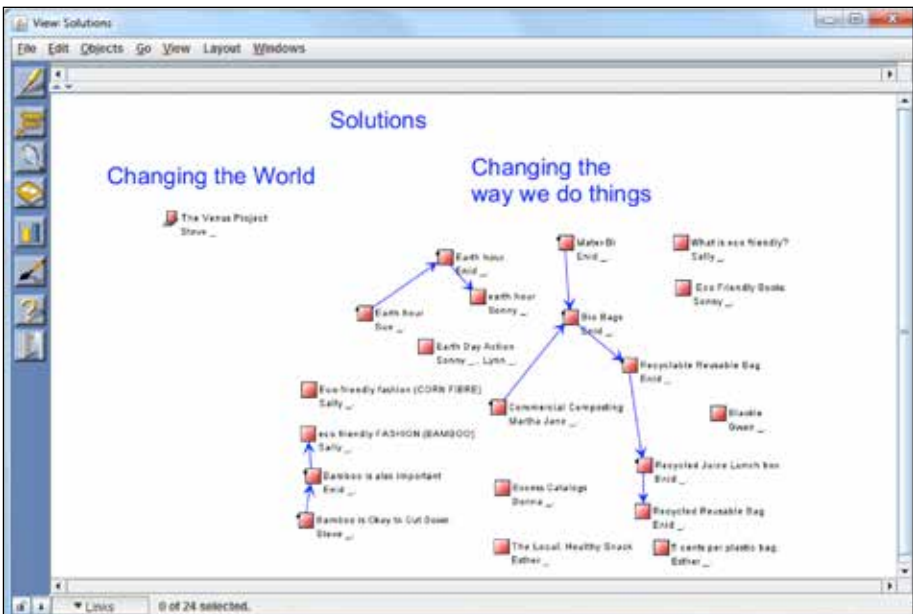 View: Solutions
File Edit Objects Go View Layout Windows
Solutions
Changing the World
Changing the
way we do things
The Venus Project
Steve _
Earth hour
Enid _
Mater-Bi
Enid _
What is eco friendly?
Sally _
earth hour
Sonny _
Eco Friendly Books
Sonny _
Earth hour
Sue _
Bio Bags
Enid _
Earth Day Action
Sonny _, Lynn _
Recyclable Reusable Bag
Enid _
Eco friendly fashion (CORN FIBRE)
Sally _
Commercial Composting
Martha Jane _
Gwen _
eco friendly FASHION (BAMBOO)
Sally _
Bamboo is also Important
Enid _
Recycled Juice Lunch box
Enid _
Catalogs
Donna _
Bamboo is Okay to Cut Down
Steve _
Recycled Reusable Bag
Enid _
The Local, Healthy Snack
Esther _
5 cents per plastic bag
Esther _
Links
0 of 24 selected.